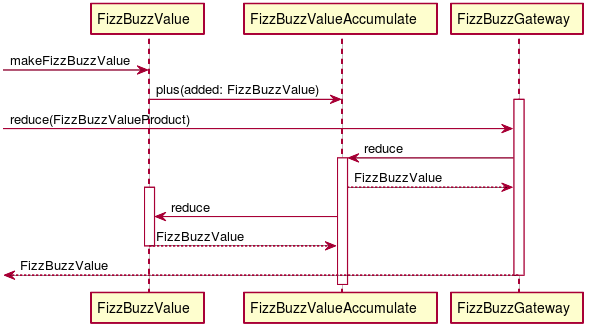 FizzBuzzValue
FizzBuzzValueAccumulate
FizzBuzzGateway
makeFizzBuzzValue
plus(added: FizzBuzzValue)
reduce(FizzBuzzValueProduct)
reduce
FizzBuzzValue
reduce
FizzBuzzValue
FizzBuzzValue
FizzBuzzValue
FizzBuzzValueAccumulate
FizzBuzzGateway